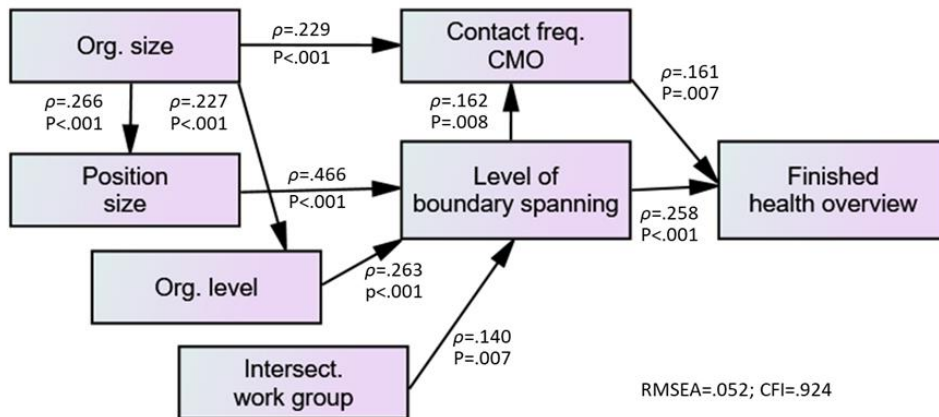 Org. size
ρ=.229
P<.001
Contact freq.
CMO
ρ=.161
P=.007
ρ=.266
P<.001
ρ=.227
P<.001
ρ=.162
P=.008
Position
size
ρ=.466
P<.001
Level of
boundary spanning
ρ=.258
P<.001
Finished
health overview
Org. level
ρ=.263
p<.001
Intersect.
work group
ρ=.140
P=.007
RMSEA=.052; CFI=.924